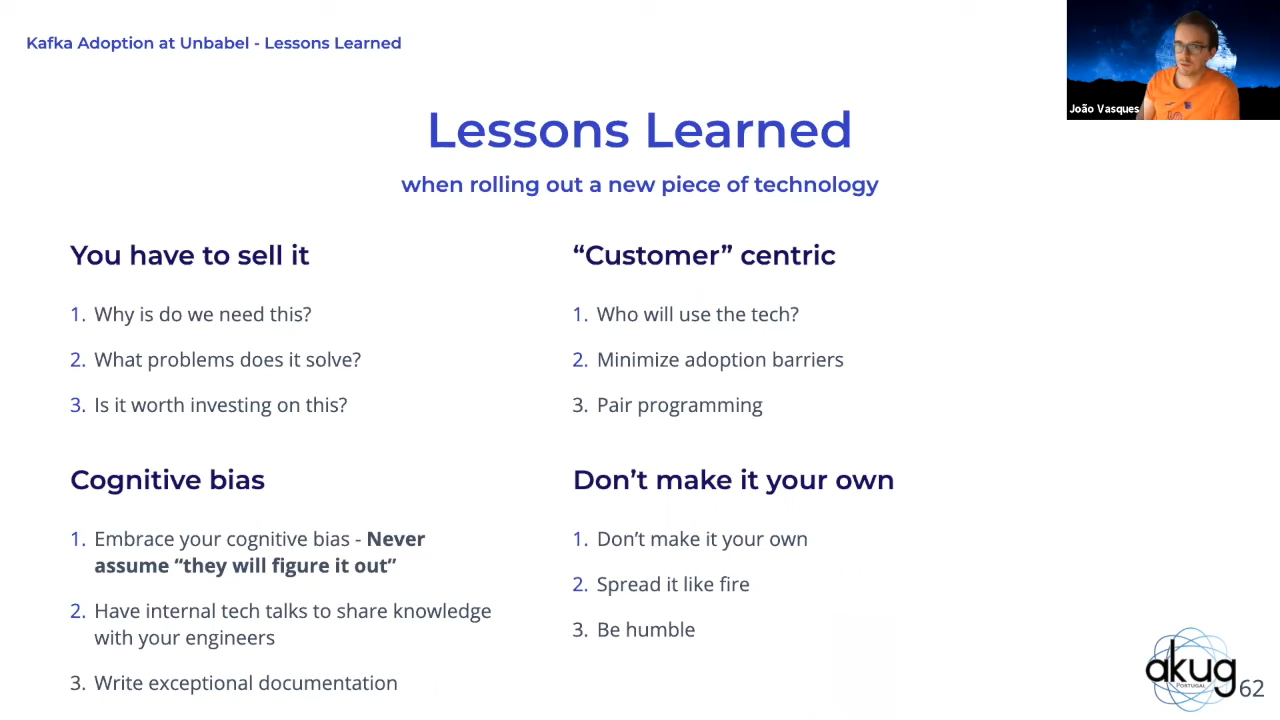 Kafka Adoption at Unbabel - Lessons Learned
João Vasques
Lessons Learned
when rolling out a new piece of technology
You have to sell it
1. Why is do we need this?
2. What problems does it solve?
3. Is it worth investing on this?
“Customer” centric
1. Who will use the tech?
2. Minimize adoption barriers
3. Pair programming
Cognitive bias
1. Embrace your cognitive bias - Never
assume “they will figure it out”
2. Have internal tech talks to share knowledge
with your engineers
3. Write exceptional documentation
Don’t make it your own
1. Don’t make it your own
2. Spread it like fire
3. Be humble
akug
PORTUGAL
62